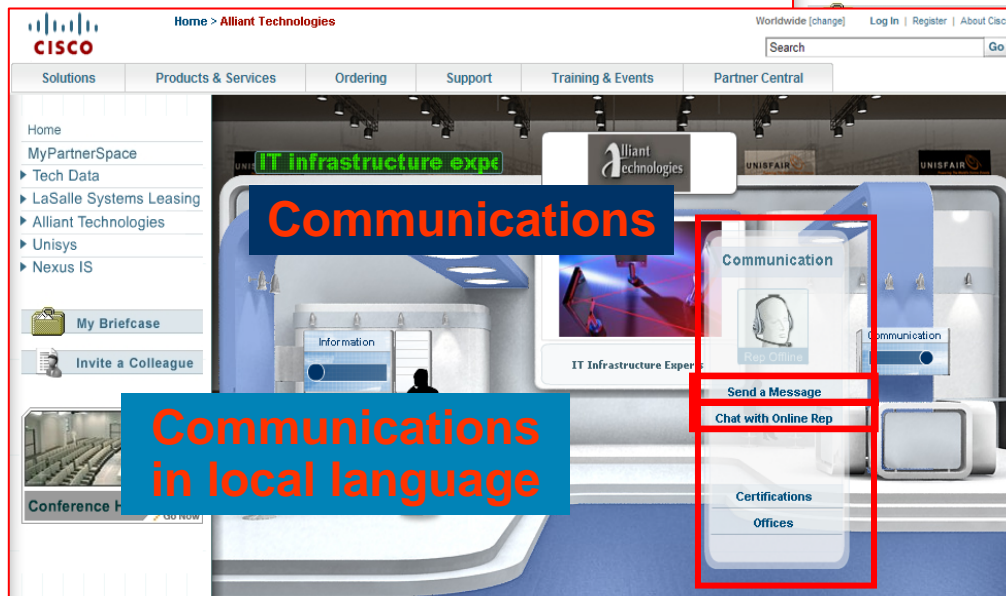 Home > Alliant Technologies
Worldwide [change]
Log In | Register | About Cisc
CISCO
Search
Go
Solutions
Products & Services
Ordering
Support
Training & Events
Partner Central
Home
MyPartnerSpace
Tech Data
LaSalle Systems Leasing
Alliant Technologies
Unisys
Nexus IS
My Briefcase
Invite a Colleague
Conference H
Go Now
IT infrastructure expe
Alliant
Technologies
UNISFAIR
UNISFAIR
Communications
Communication
Rep Offline
Information
Communication
IT Infrastructure Experts
Send a Message
Chat with Online Rep
Communications
in local language
Certifications
Offices